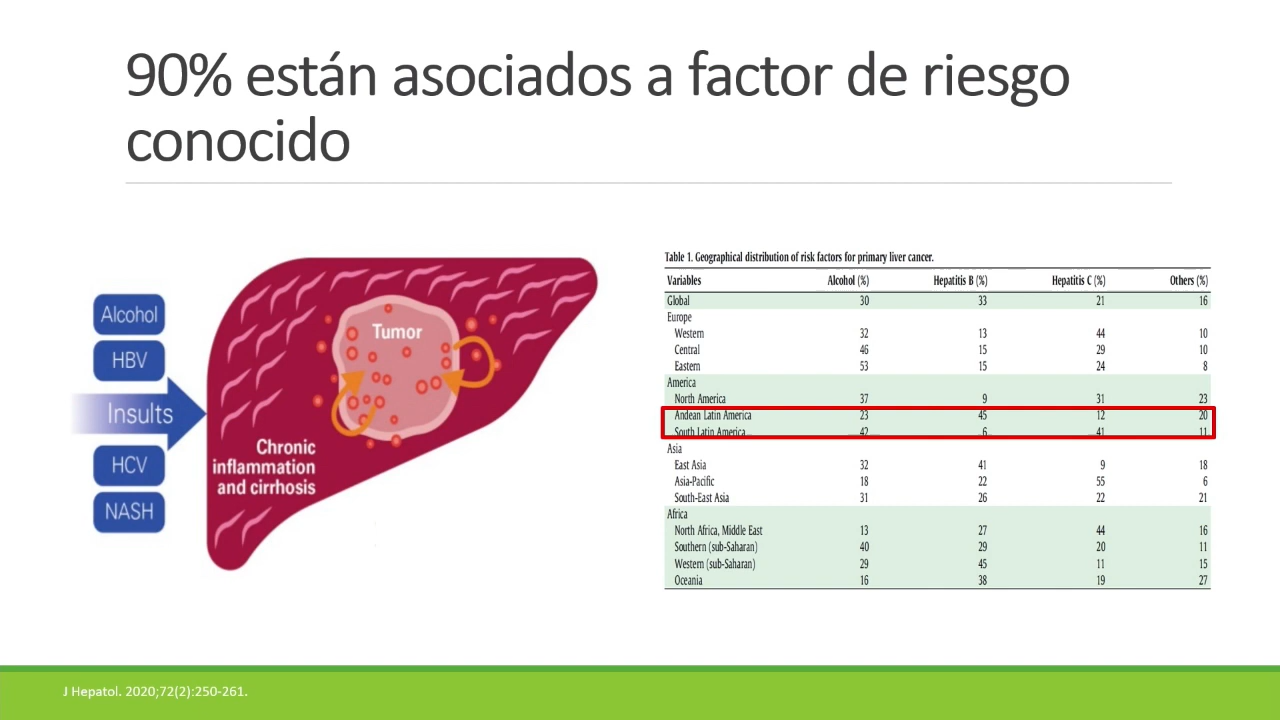 90% están asociados a factor de riesgo
conocido
Alcohol
HBV
Insults
HCV
NASH
Tumor
Chronic
inflammation
and cirrhosis
Table 1. Geographical distribution of risk factors for primary liver cancer.
Variables Alcohol (%) Hepatitis B (%) Hepatitis C (%) Others (%)
Global 30 33 21 16
Europe
Western 32 13 44 10
Central 46 15 29 10
Eastern 53 15 24 8
America
North America 37 9 31 23
Andean Latin America 23 45 12 20
South Latin America 42 6 41 11
Asia
East Asia 32 41 9 18
Asia-Pacific 18 22 55 6
South-East Asia 31 26 22 21
Africa
North Africa, Middle East 13 27 44 16
Southern (sub-Saharan) 40 29 20 11
Western (sub-Saharan) 29 45 11 15
Oceania 16 38 19 27
J Hepatol. 2020;72(2):250-261.